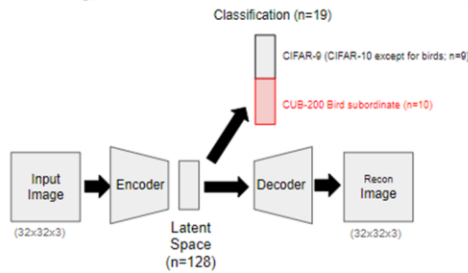 Classification (n=19)
CIFAR-9 (CIFAR-10 except for birds; n=9)
CUB-200 Bird subordinate (n=10)
Input
Image
Encoder
Decoder
Recon
Image
(32x32x3)
Latent
Space
(n=128)
(32x32x3)